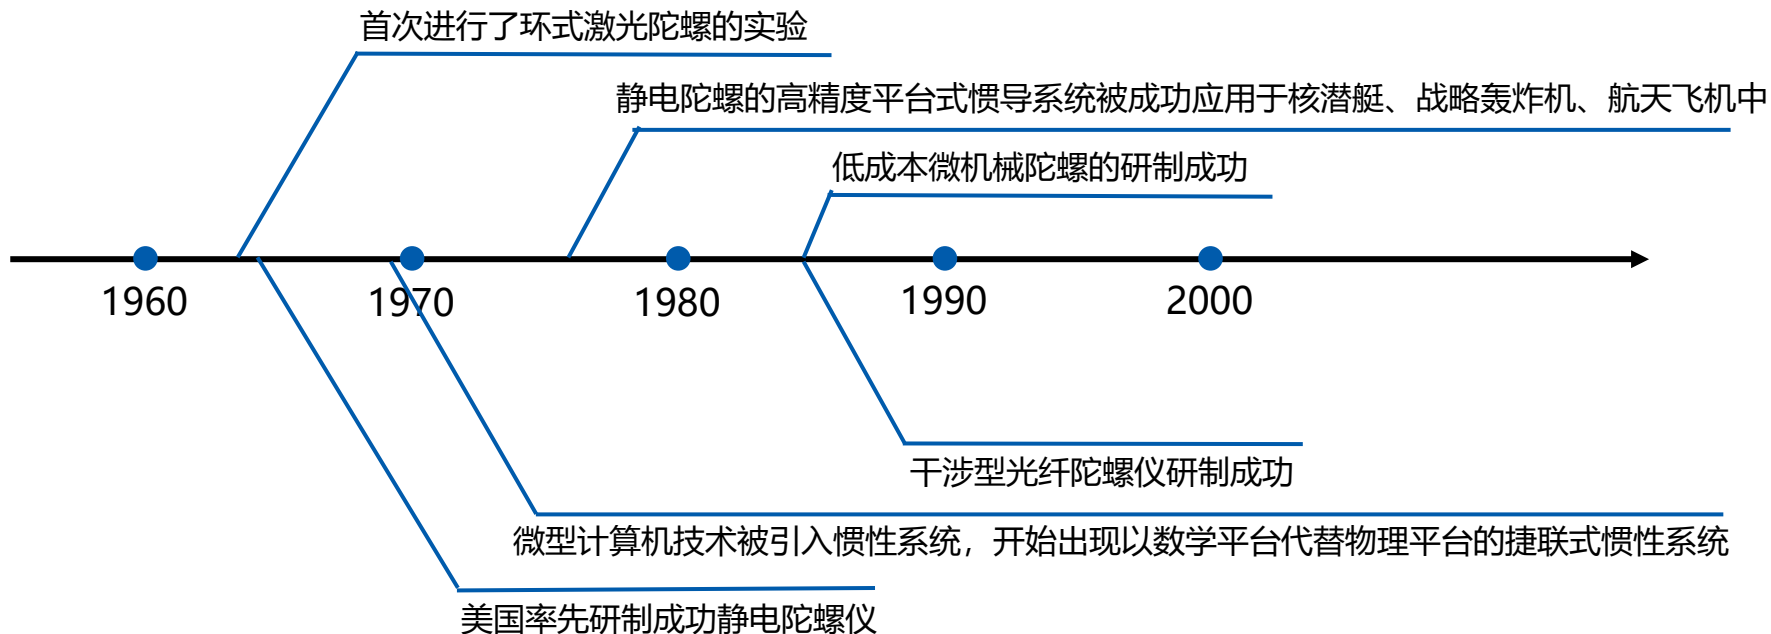 首次进行了环式激光陀螺的实验
静电陀螺的高精度平台式惯导系统被成功应用于核潜艇、战略轰炸机、航天飞机中
低成本微机械陀螺的研制成功
1960
1970
1980
1990
2000
干涉型光纤陀螺仪研制成功
微型计算机技术被引入惯性系统，开始出现以数学平台代替物理平台的捷联式惯性系统
美国率先研制成功静电陀螺仪